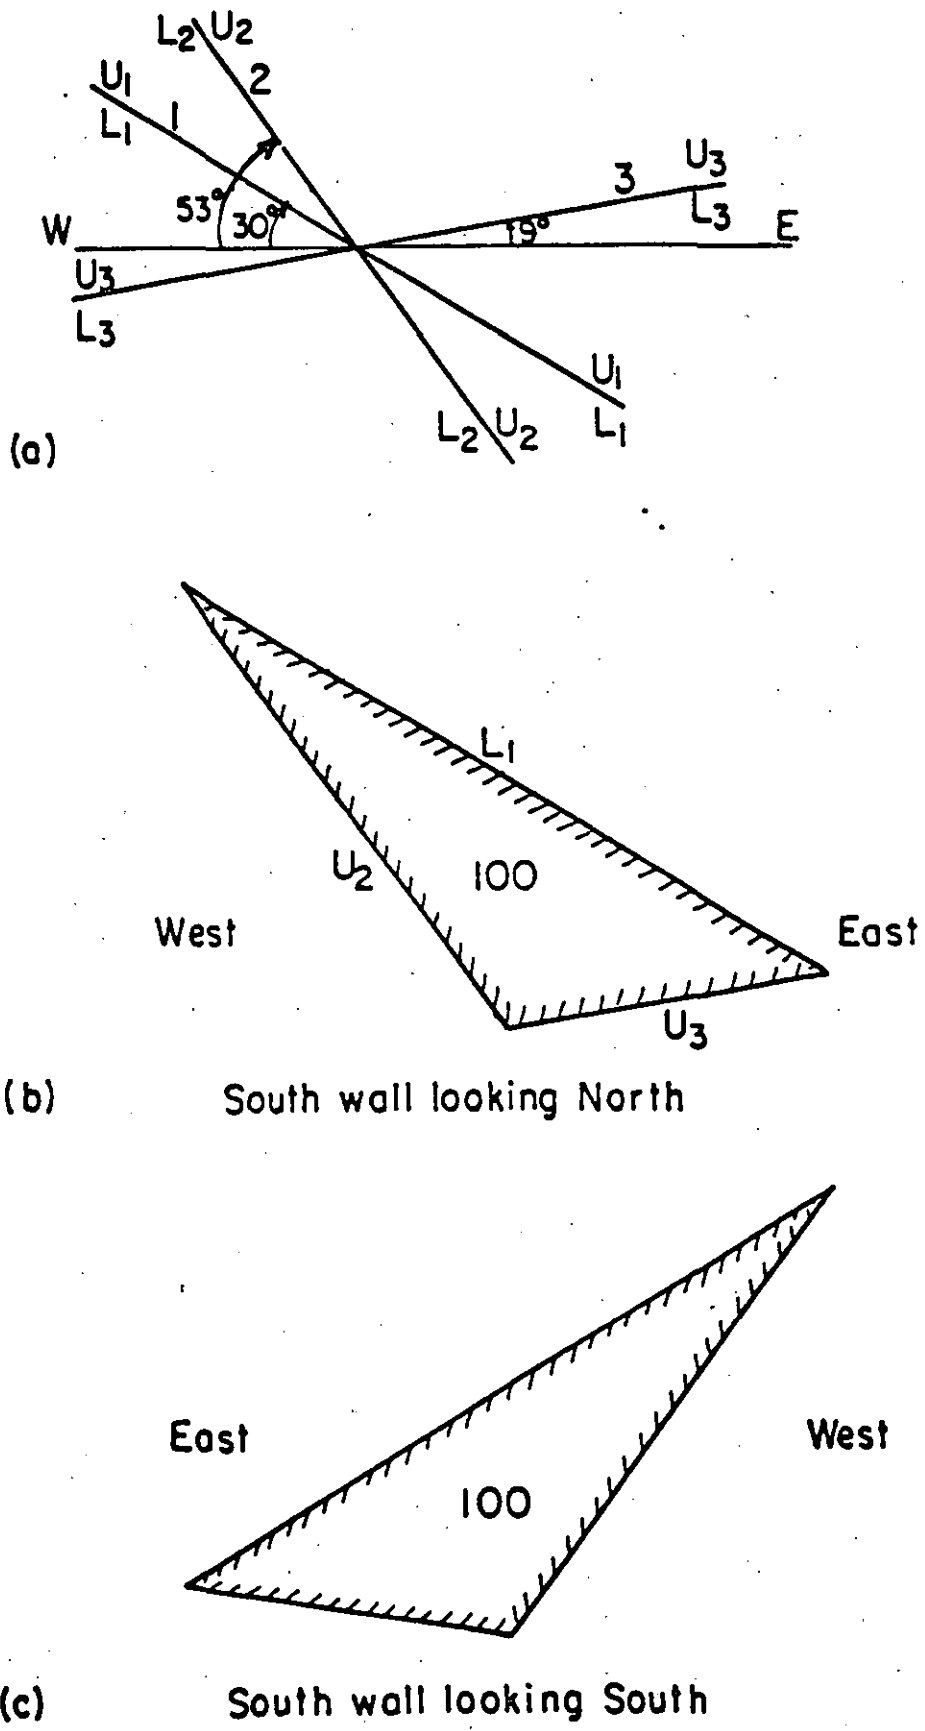 L2 U2
U1 2
L1 1
U3
3
53° 30° L3
W 9° E
U3
L3
U1
L2 U2 L1
(a)
L1
U2 100
West East
U3
(b) South wall looking North
East West
100
(c) South wall looking South